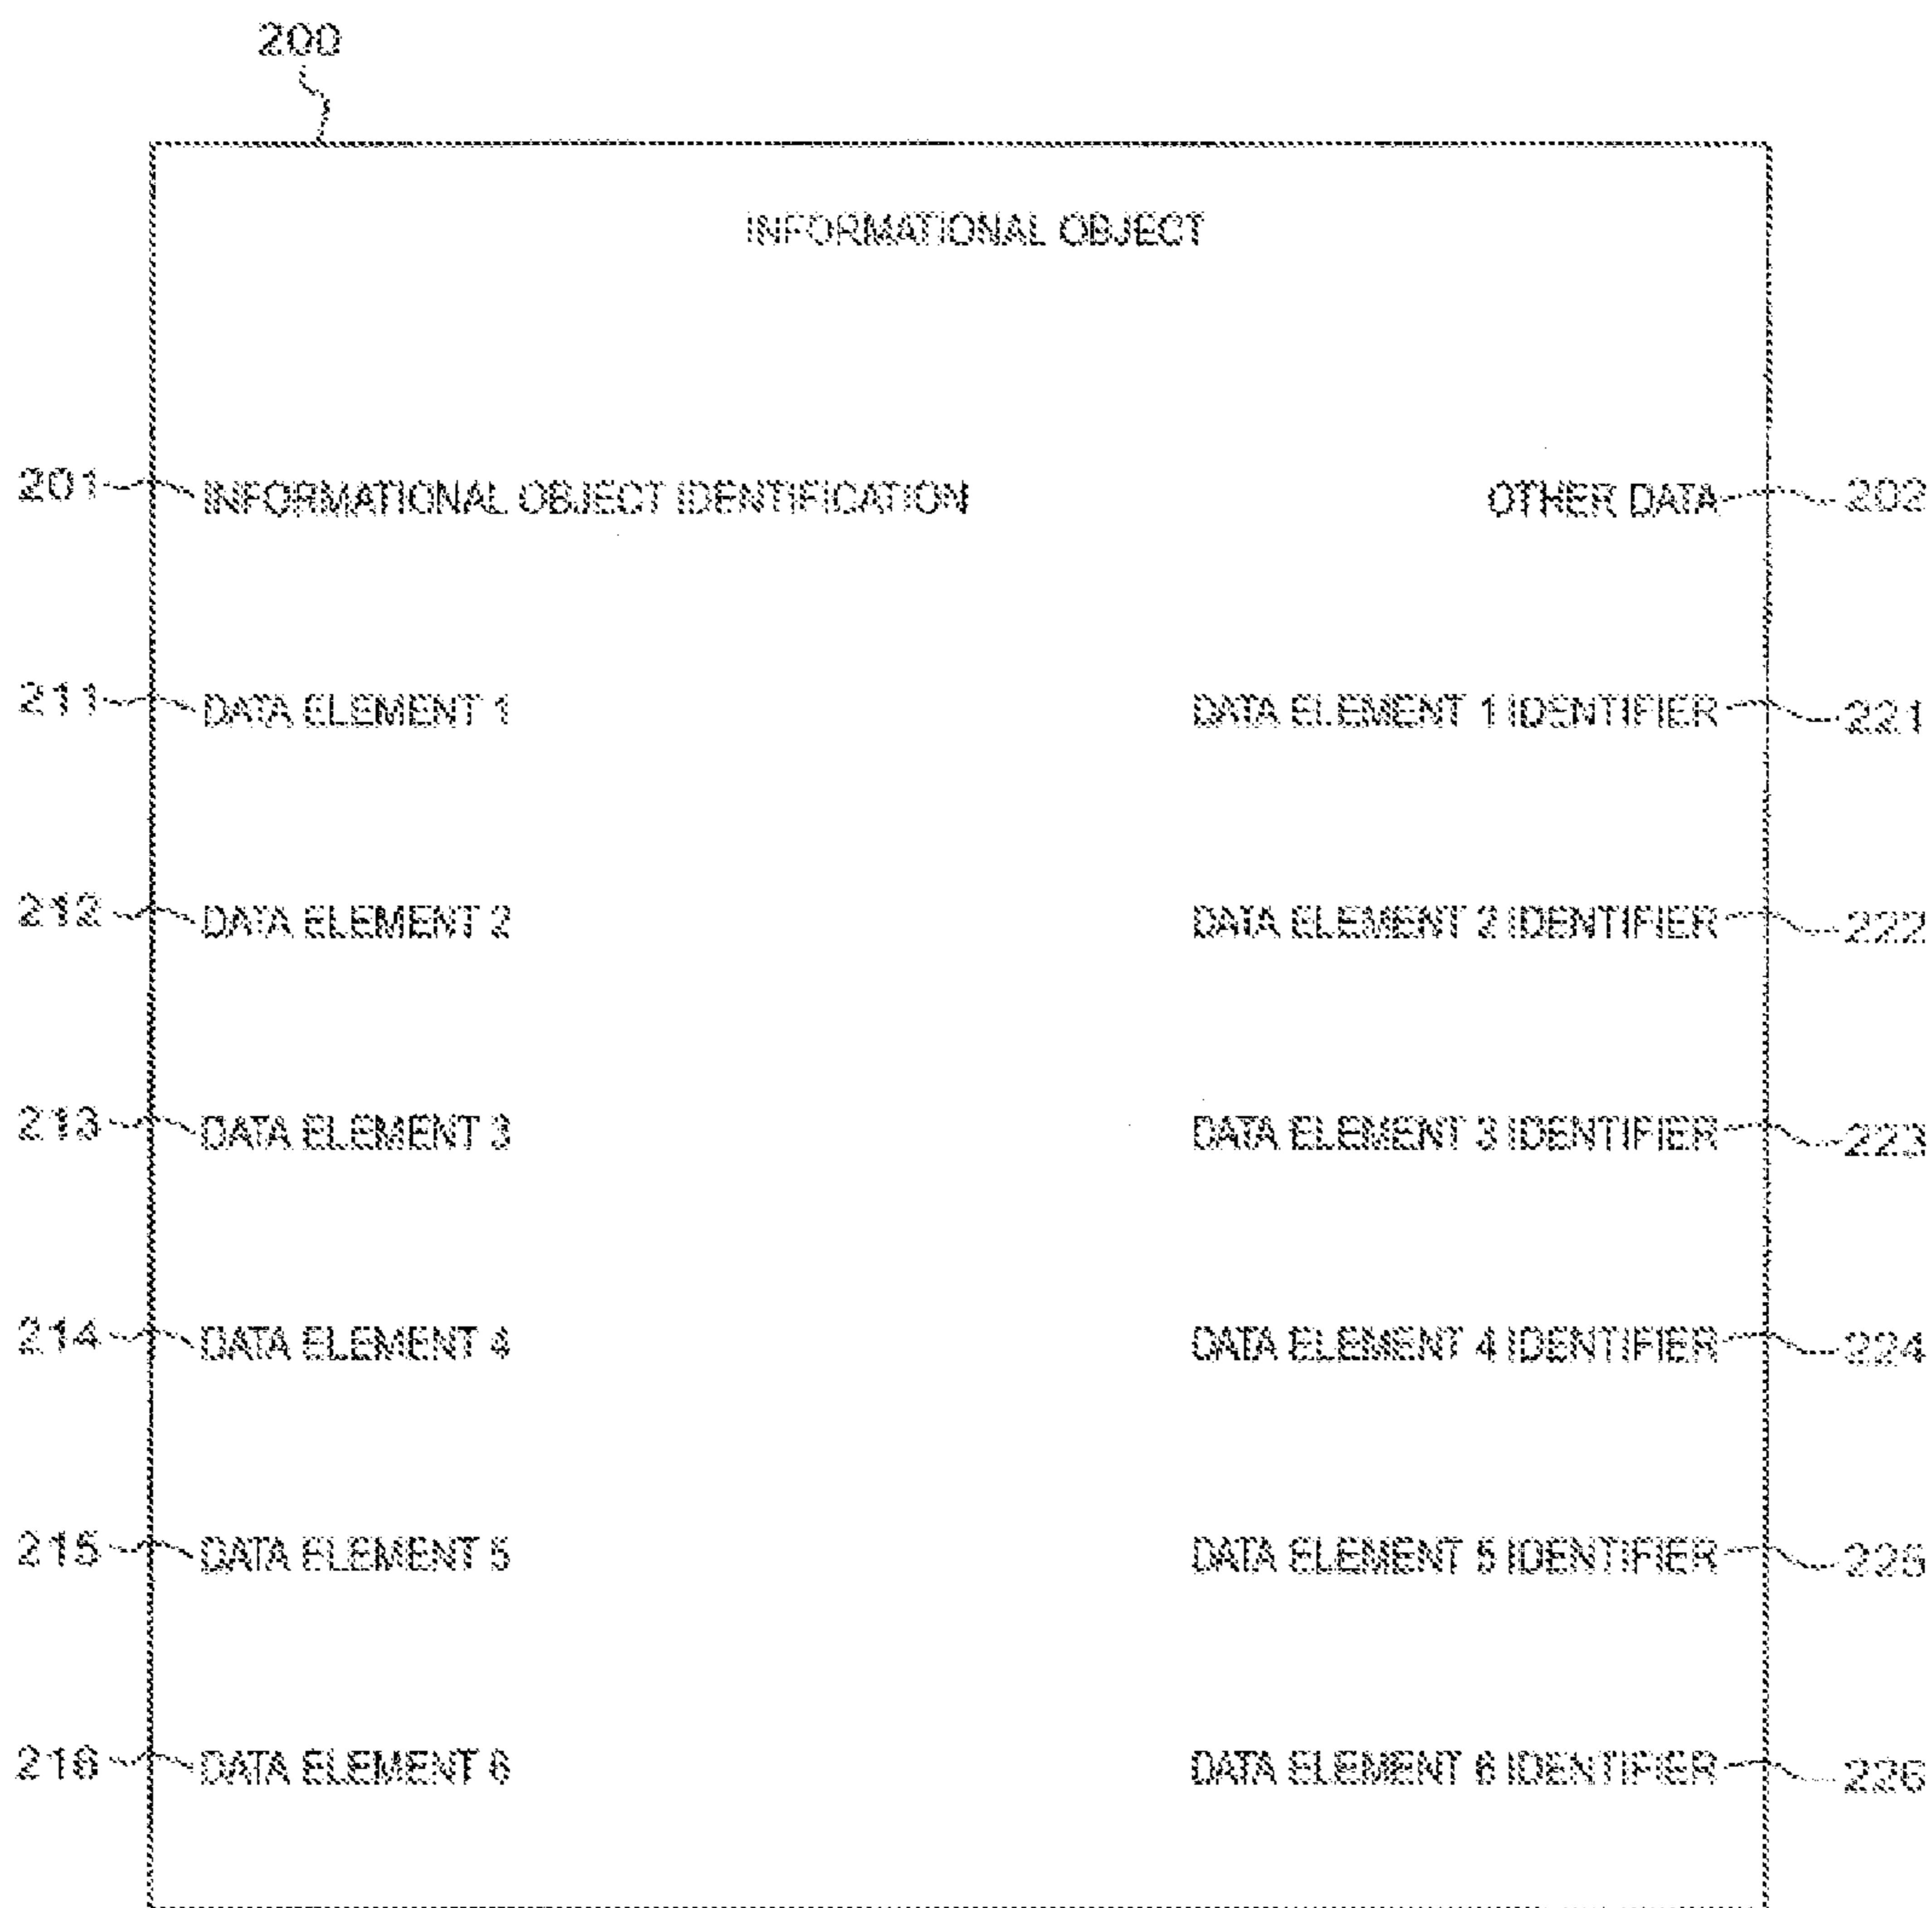 200
INFORMATIONAL OBJECT
201 INFORMATIONAL OBJECT IDENTIFICATION OTHER DATA 202
211 DATA ELEMENT 1 DATA ELEMENT 1 IDENTIFIER 221
212 DATA ELEMENT 2 DATA ELEMENT 2 IDENTIFIER 222
213 DATA ELEMENT 3 DATA ELEMENT 3 IDENTIFIER 223
214 DATA ELEMENT 4 DATA ELEMENT 4 IDENTIFIER 224
215 DATA ELEMENT 5 DATA ELEMENT 5 IDENTIFIER 225
216 DATA ELEMENT 6 DATA ELEMENT 6 IDENTIFIER 226